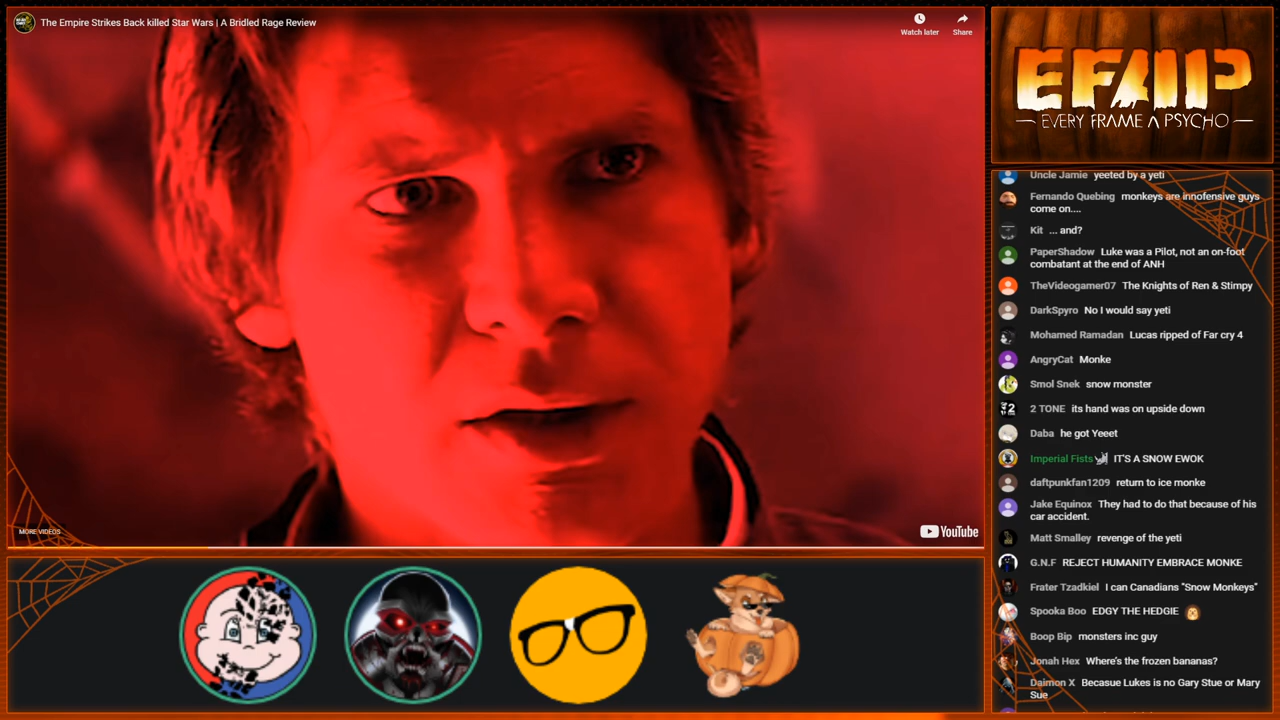 The Empire Strikes Back killed Star Wars | A Bridled Rage Review
Watch later
Share
MORE VIDEOS
YouTube
EFAP
EVERY FRAME A PSYCHO
Uncle Jamie yeeted by a yeti
Fernando Quebing monkeys are innofensive guys
come on....
Kit ... and?
PaperShadow Luke was a Pilot, not an on-foot
combatant at the end of ANH
TheVideogamer07 The Knights of Ren & Stimpy
DarkSpyro No I would say yeti
Mohamed Ramadan Lucas ripped of Far cry 4
AngryCat Monke
Smol Snek snow monster
2 TONE its hand was on upside down
Daba he got Yeeet
Imperial Fists IT'S A SNOW EWOK
daftpunkfan1209 return to ice monke
Jake Equinox They had to do that because of his
car accident.
Matt Smalley revenge of the yeti
G.N.F REJECT HUMANITY EMBRACE MONKE
Frater Tzadkiel I can Canadians "Snow Monkeys"
Spooka Boo EDGY THE HEDGIE
Boop Bip monsters inc guy
Jonah Hex Where's the frozen bananas?
Daimon X Becasue Lukes is no Gary Stue or Mary
Sue